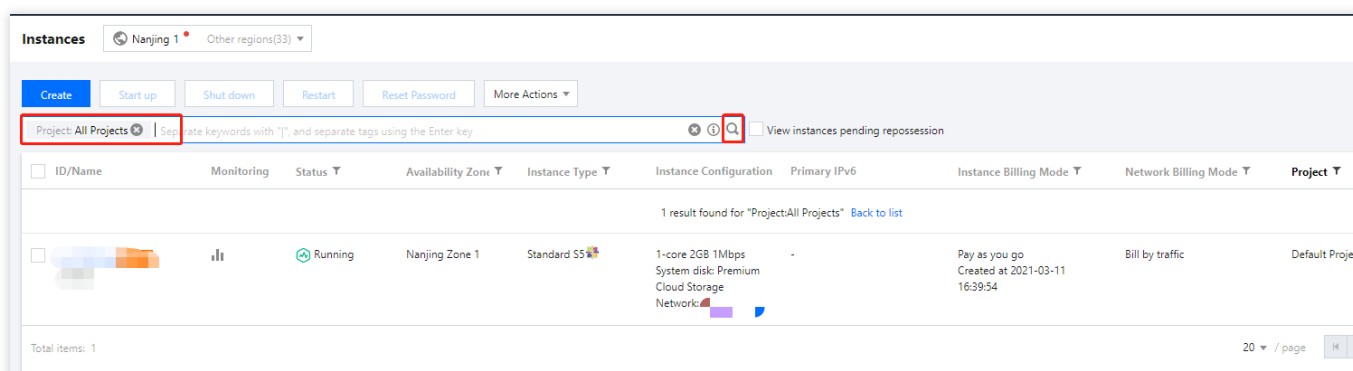 Instances Nanjing 1 Other regions(33)
Create Start up Shut down Restart Reset Password More Actions
Project: All Projects Separate keywords with "|", and separate tags using the Enter key View instances pending repossession
ID/Name Monitoring Status Availability Zone Instance Type Instance Configuration Primary IPv6 Instance Billing Mode Network Billing Mode Project
1 result found for "Project:All Projects" Back to list
Running Nanjing Zone 1 Standard S5 1-core 2GB 1Mbps - Pay as you go Bill by traffic Default Proje
System disk: Premium Created at 2021-03-11
Cloud Storage 16:39:54
Network:
Total items: 1 20 / page